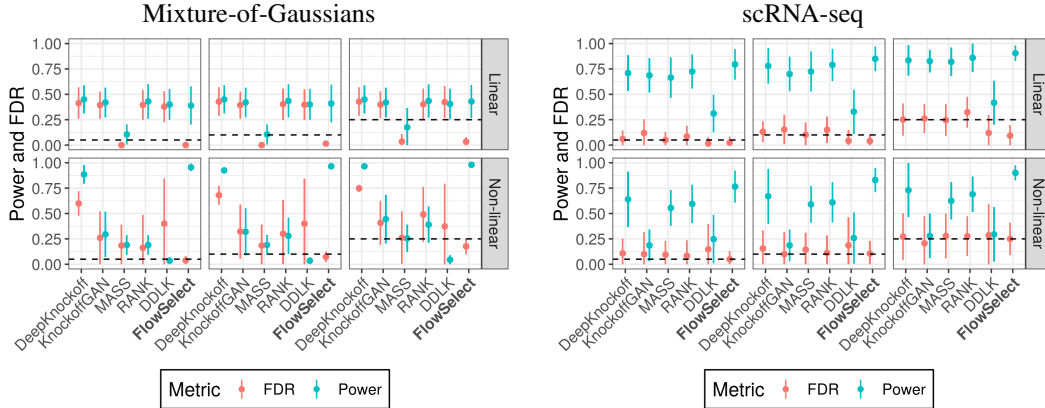 Mixture-of-Gaussians
scRNA-seq
Power and FDR
1.00
0.75
0.50
0.25
0.00
Linear
1.00
0.75
0.50
0.25
0.00
Non-linear
DeepKnockoff
KnockoffGAN
MASS
RANK
DDLK
FlowSelect
DeepKnockoff
KnockoffGAN
MASS
RANK
DDLK
FlowSelect
DeepKnockoff
KnockoffGAN
MASS
RANK
DDLK
FlowSelect
Metric FDR Power
Power and FDR
1.00
0.75
0.50
0.25
0.00
Linear
1.00
0.75
0.50
0.25
0.00
Non-linear
DeepKnockoff
KnockoffGAN
MASS
RANK
DDLK
FlowSelect
DeepKnockoff
KnockoffGAN
MASS
RANK
DDLK
FlowSelect
DeepKnockoff
KnockoffGAN
MASS
RANK
DDLK
FlowSelect
Metric FDR Power